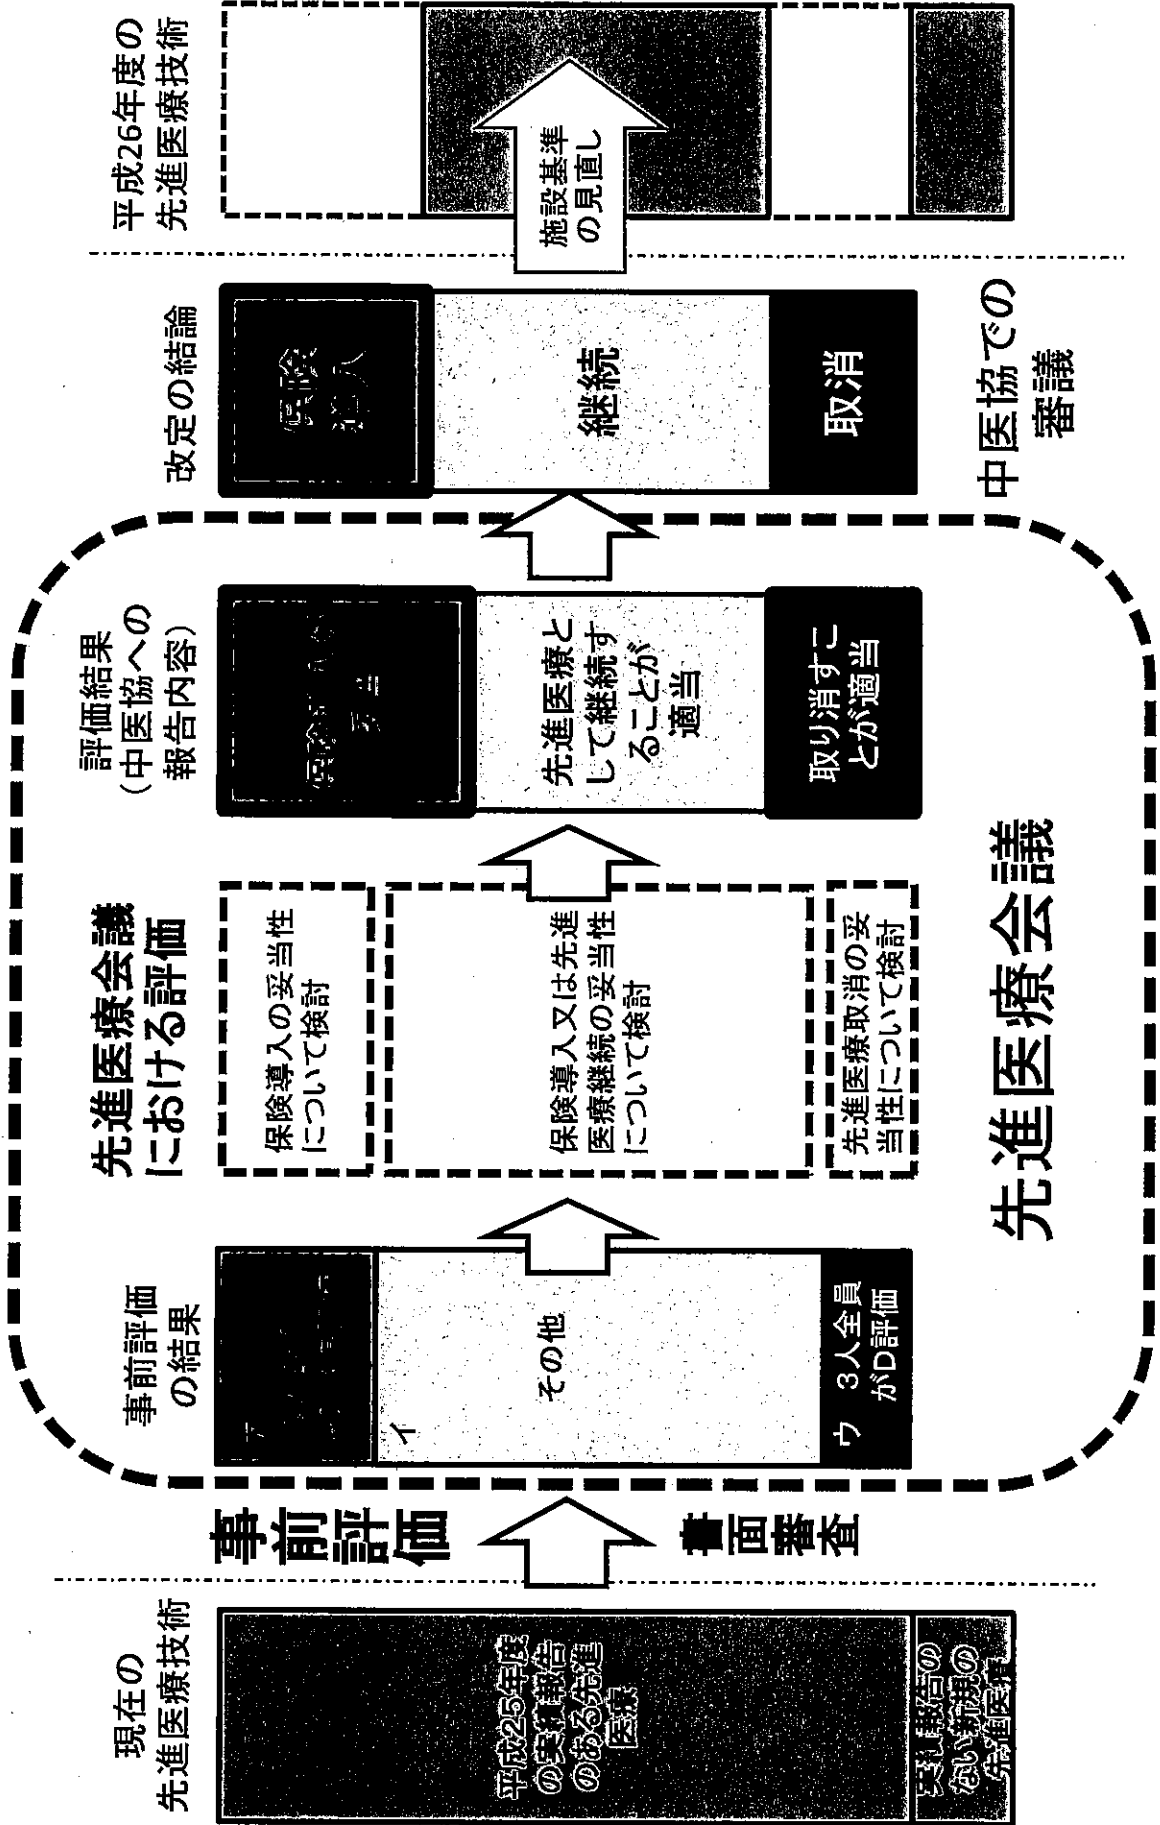 現在の
先進医療技術
平成25年度
の実績報告
のある先進
医療
実績報告の
ない新規の
先進医療
事前評価
書面審査
事前評価
の結果
ア
イ
その他
ウ 3人全員
がD評価
先進医療会議
における評価
保険導入の妥当性
について検討
保険導入又は先進
医療継続の妥当性
について検討
先進医療取消の妥
当性について検討
評価結果
(中医協への
報告内容)
先進医療と
して継続す
ることが
適当
取り消すこ
とが適当
先進医療会議
改定の結論
保険
導入
継続
取消
中医協での
審議
平成26年度の
先進医療技術
施設基準
の見直し